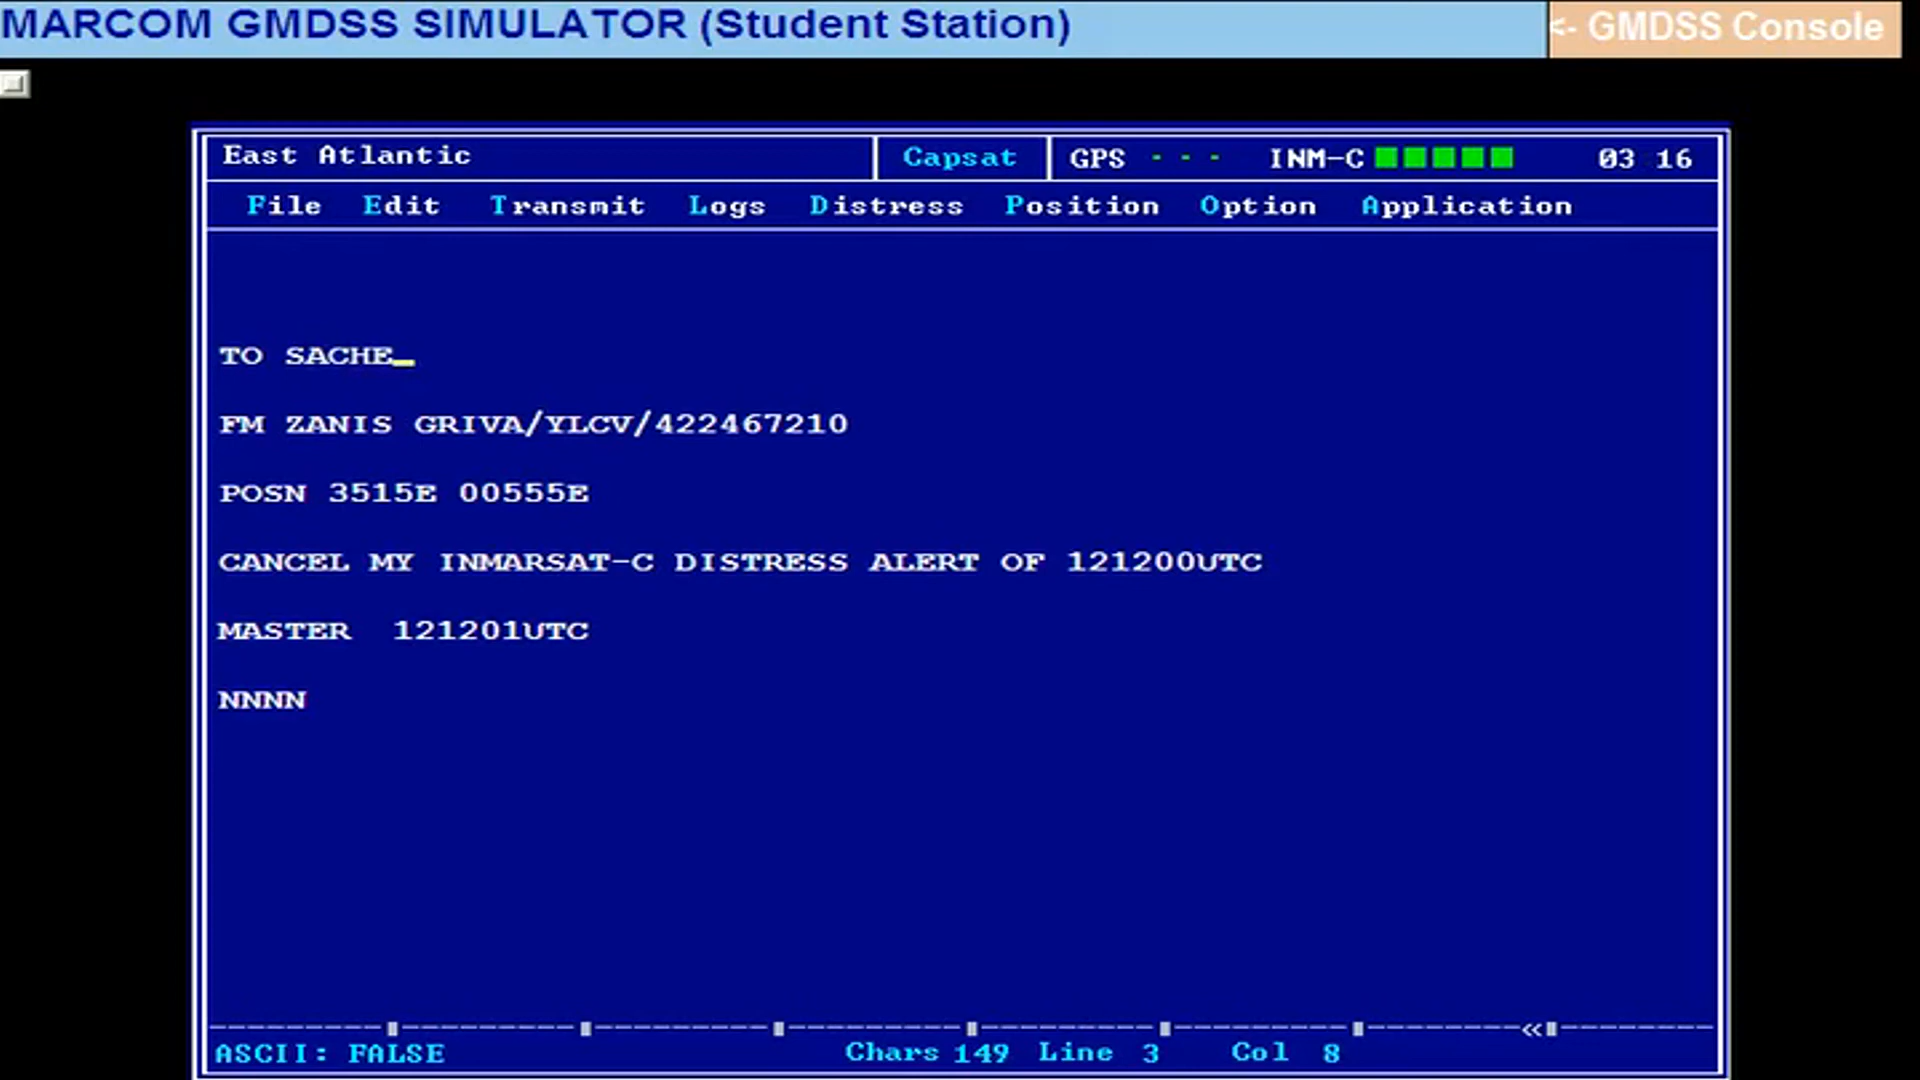 MARCOM GMDSS SIMULATOR (Student Station)
<- GMDSS Console
East Atlantic Capsat GPS - - - INM-C 03 16
File Edit Transmit Logs Distress Position Option Application
TO SACHE_
FM ZANIS GRIVA/YLCV/422467210
POSN 3515E 00555E
CANCEL MY INMARSAT-C DISTRESS ALERT OF 121200UTC
MASTER 121201UTC
NNNN
ASCII: FALSE Chars 149 Line 3 Col 8